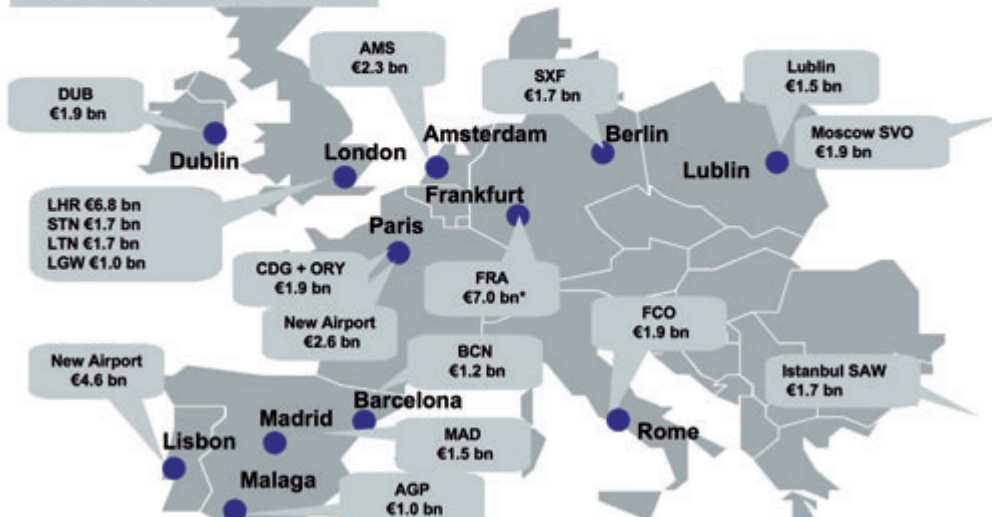 AMS
€2.3 bn
SXF
€1.7 bn
Lublin
€1.5 bn
DUB
€1.9 bn
Moscow SVO
€1.9 bn
Dublin
London
Amsterdam
Berlin
Lublin
LHR €6.8 bn
STN €1.7 bn
LTN €1.7 bn
LGW €1.0 bn
Frankfurt
Paris
CDG + ORY
€1.9 bn
FRA
€7.0 bn*
New Airport
€2.6 bn
FCO
€1.9 bn
New Airport
€4.6 bn
BCN
€1.2 bn
Istanbul SAW
€1.7 bn
Barcelona
Madrid
MAD
€1.5 bn
Rome
Lisbon
Malaga
AGP
€1.0 bn